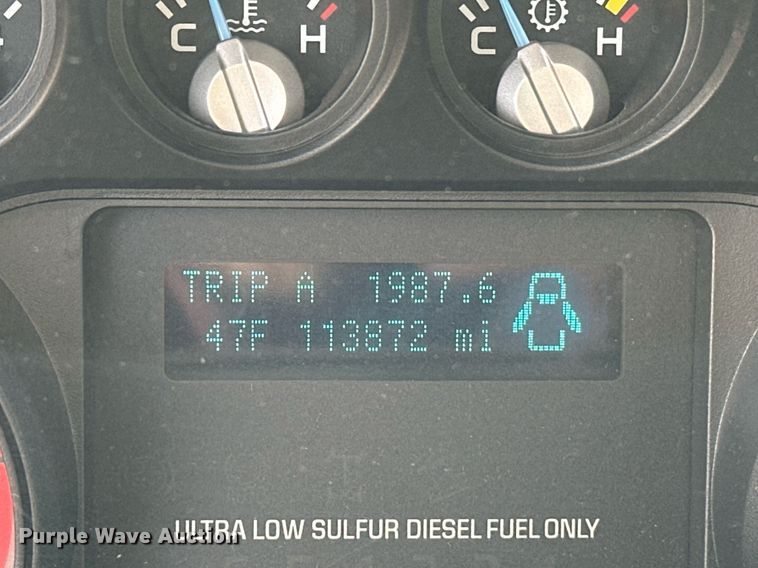 C H C H
TRIP A 1987.6
47F 113872 mi
ULTRA LOW SULFUR DIESEL FUEL ONLY
Purple Wave Auction